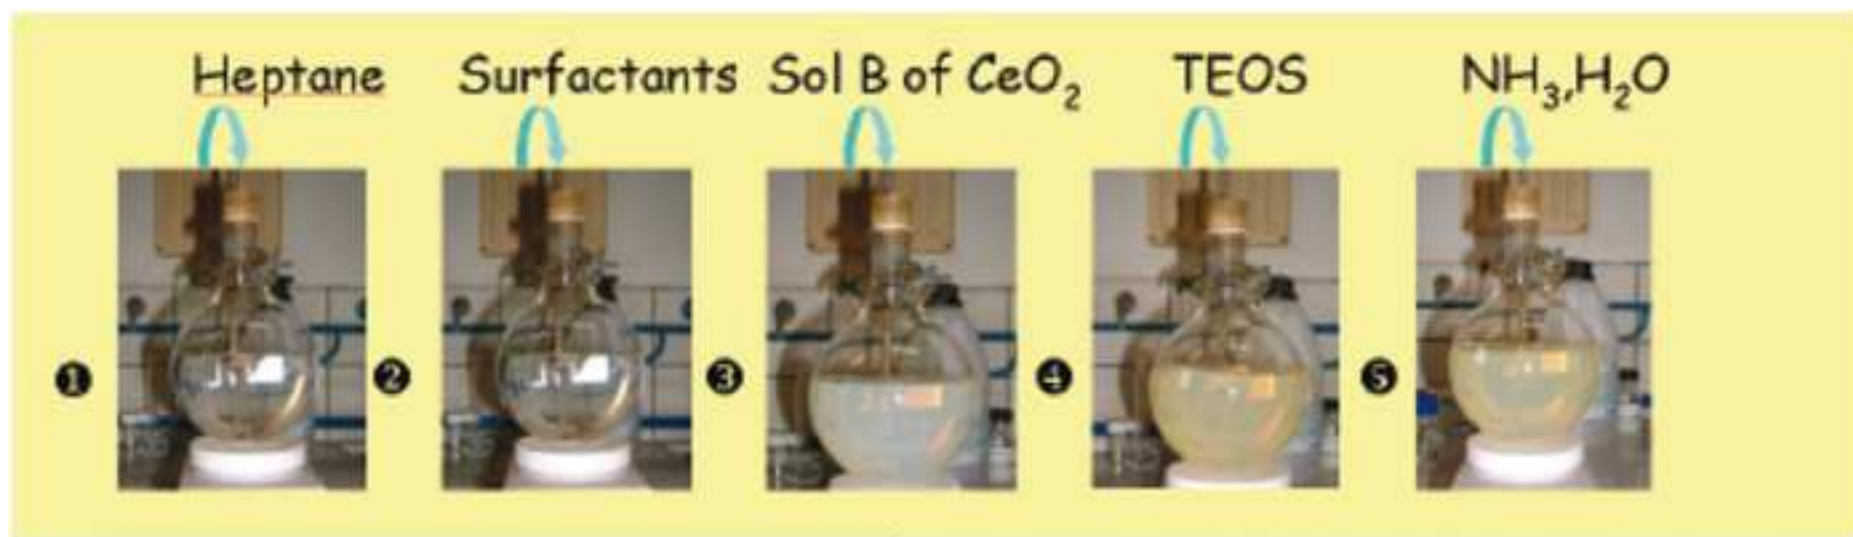 Heptane
Surfactants
Sol B of CeO₂
TEOS
NH₃,H₂O
❶
❷
❸
❹
❺